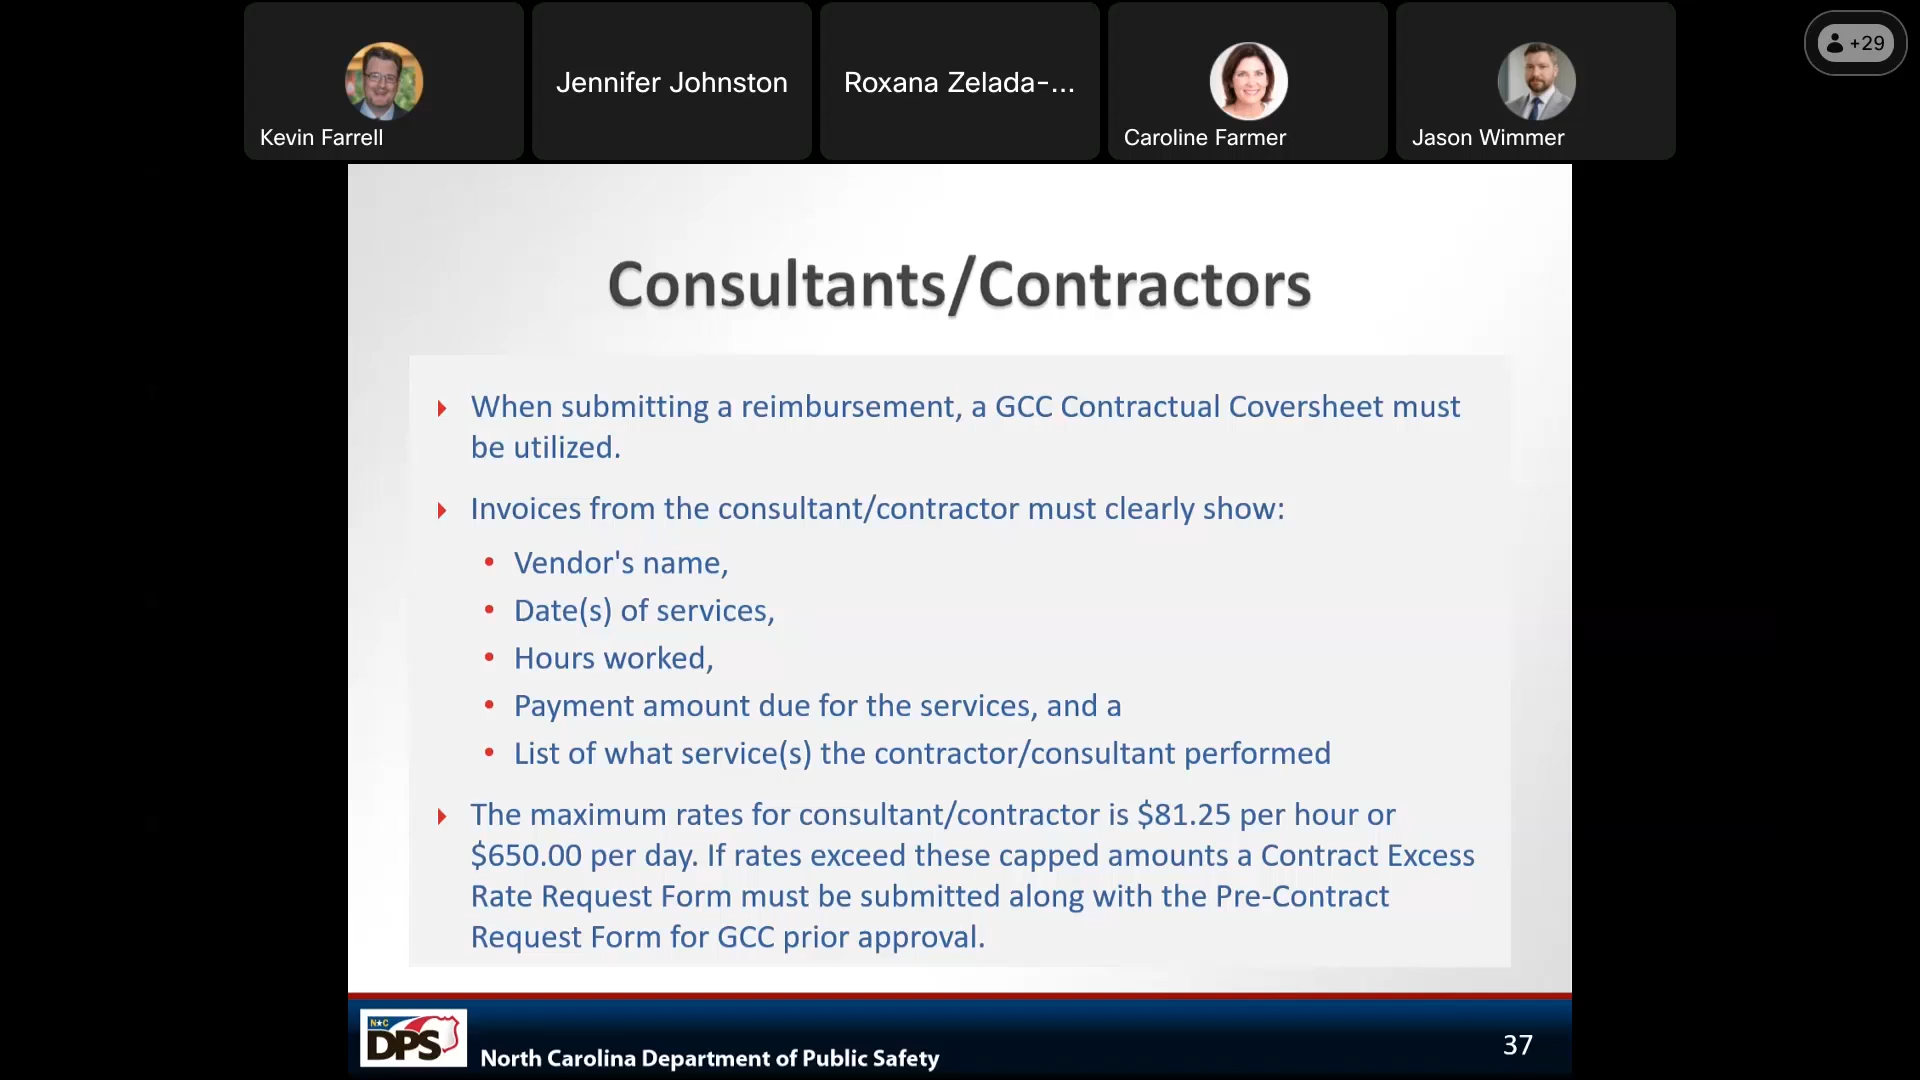 Kevin Farrell
Jennifer Johnston
Roxana Zelada-...
Caroline Farmer
Jason Wimmer
+29
Consultants/Contractors
When submitting a reimbursement, a GCC Contractual Coversheet must
be utilized.
Invoices from the consultant/contractor must clearly show:
Vendor's name,
Date(s) of services,
Hours worked,
Payment amount due for the services, and a
List of what service(s) the contractor/consultant performed
The maximum rates for consultant/contractor is $81.25 per hour or
$650.00 per day. If rates exceed these capped amounts a Contract Excess
Rate Request Form must be submitted along with the Pre-Contract
Request Form for GCC prior approval.
N★C
DPS
North Carolina Department of Public Safety
37